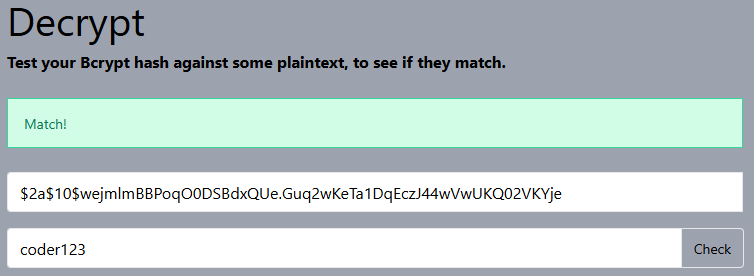 Decrypt
Test your Bcrypt hash against some plaintext, to see if they match.
Match!
$2a$10$wejmlmBBPoqO0DSBdxQUe.Guq2wKeTa1DqEczJ44wVwUKQ02VKYje
coder123 Check